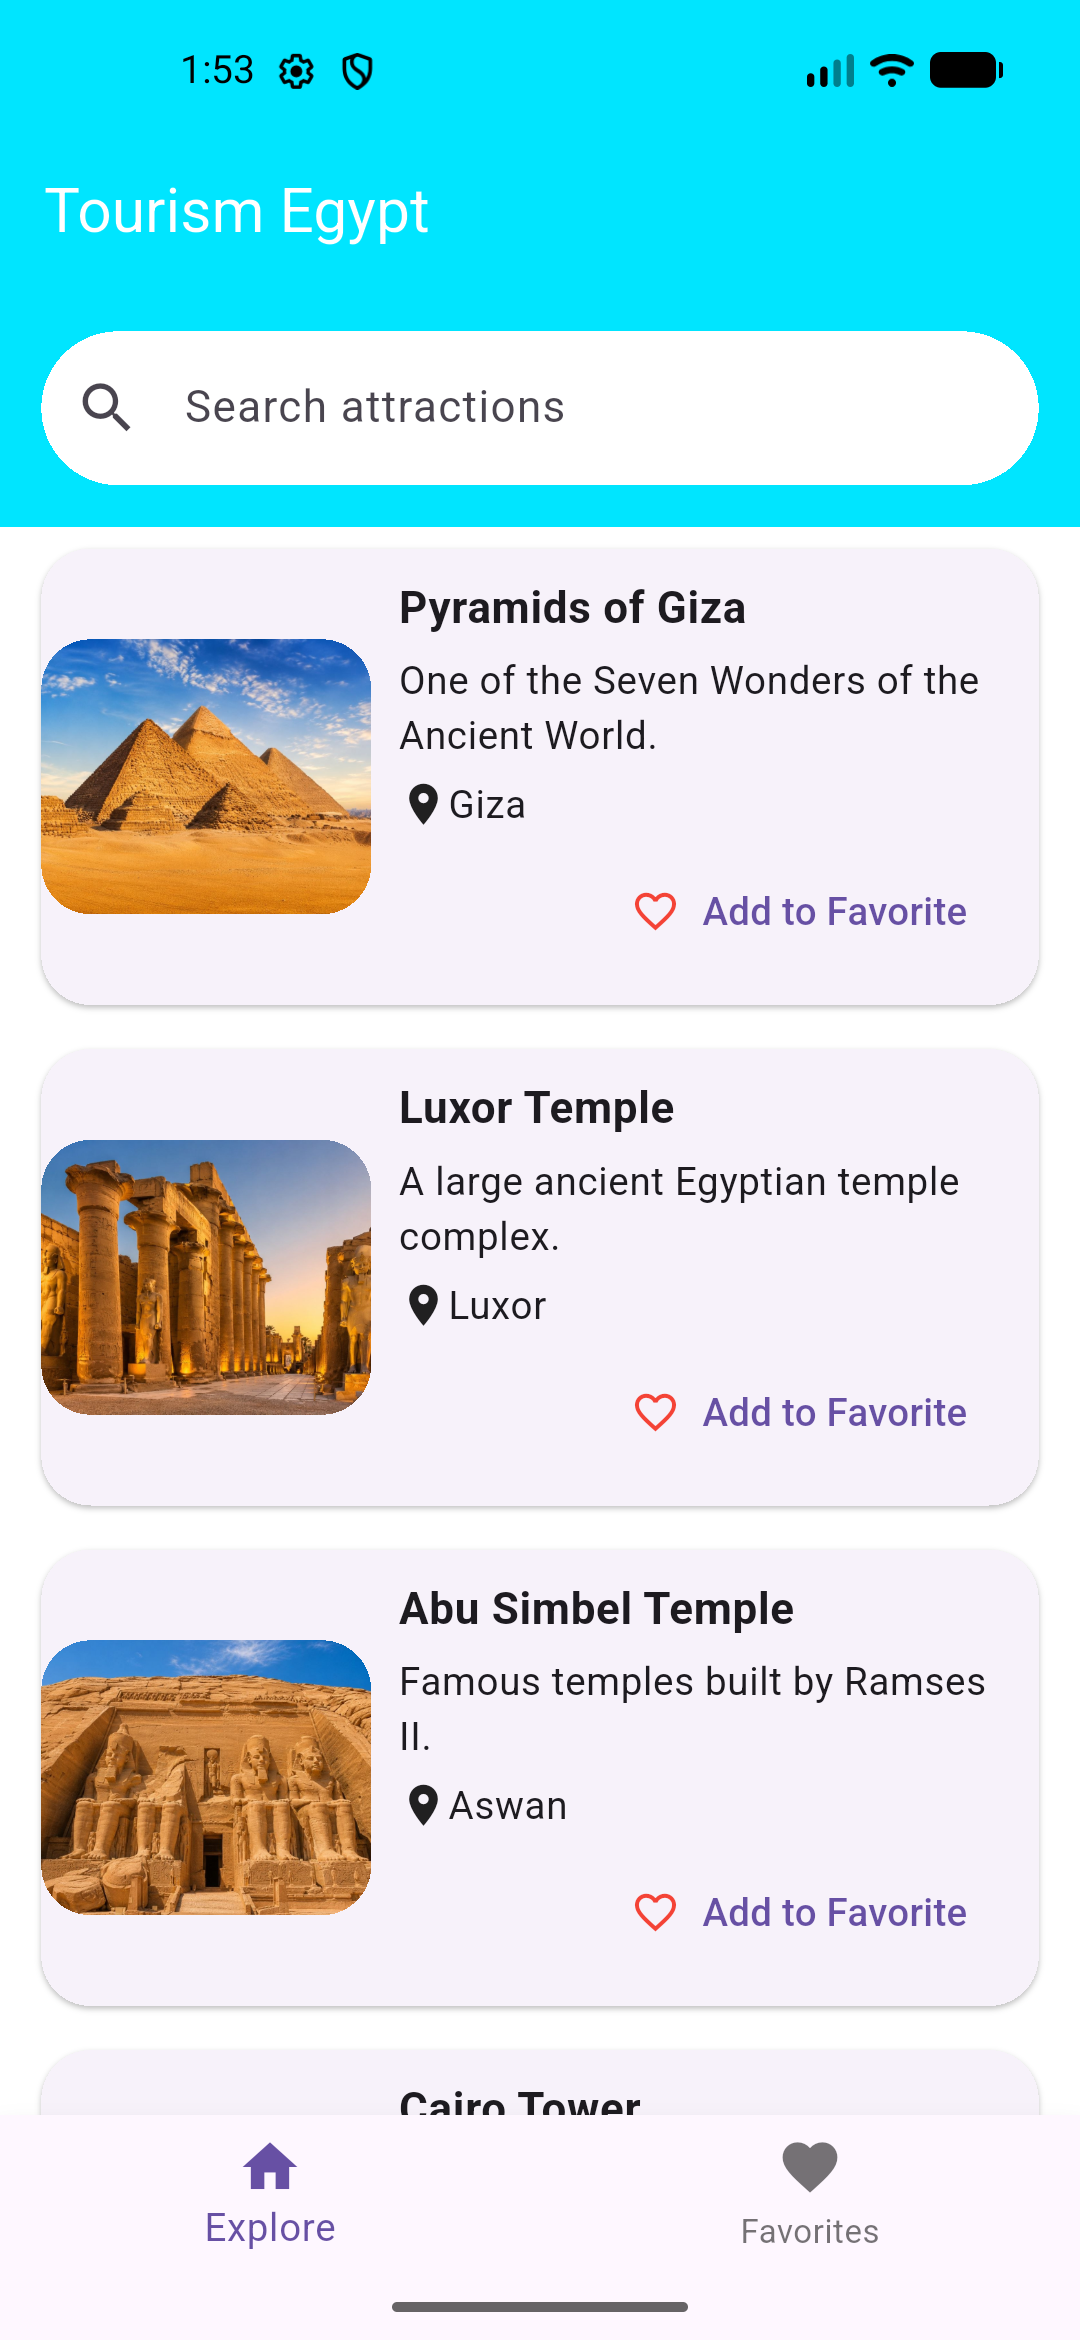 1:53
Tourism Egypt
Search attractions
Pyramids of Giza
One of the Seven Wonders of the
Ancient World.
Giza
Add to Favorite
Luxor Temple
A large ancient Egyptian temple
complex.
Luxor
Add to Favorite
Abu Simbel Temple
Famous temples built by Ramses
II.
Aswan
Add to Favorite
Cairo Tower
Explore
Favorites